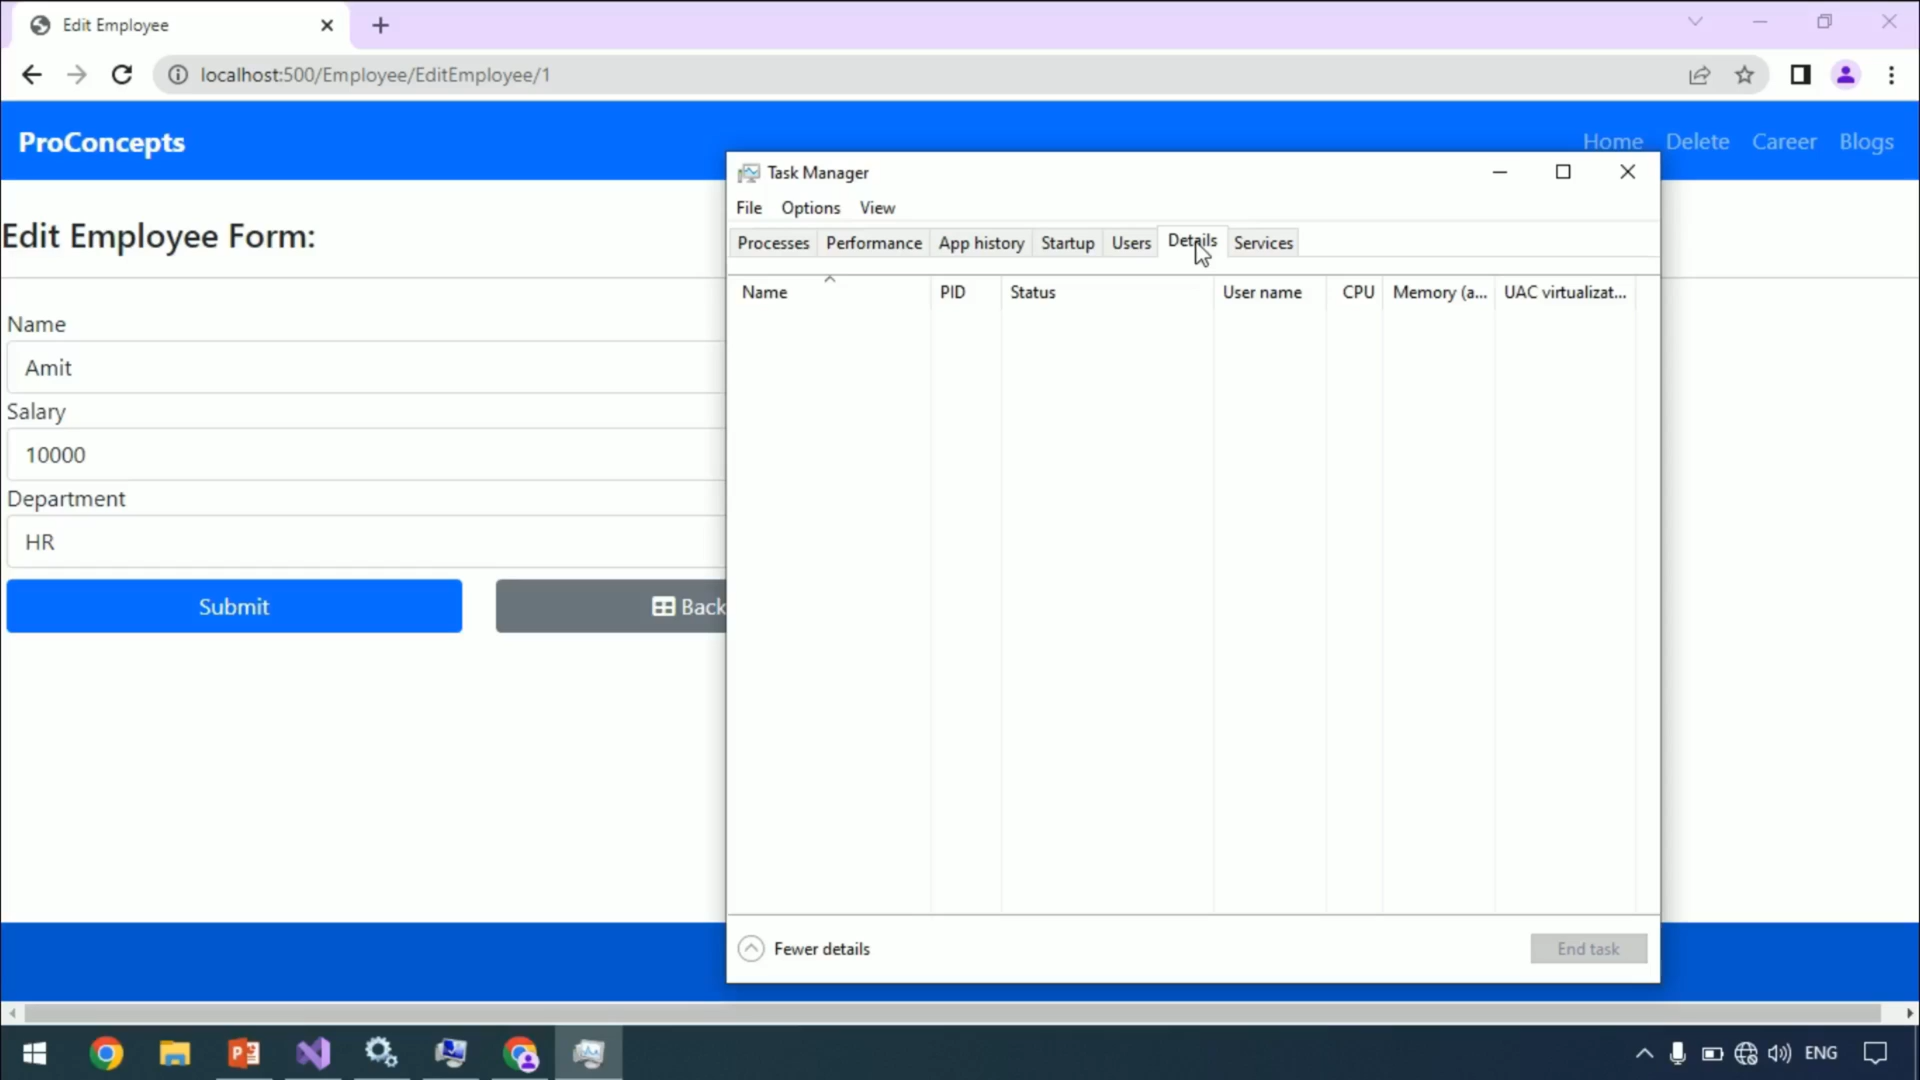 Edit Employee
localhost:500/Employee/EditEmployee/1
ProConcepts
Home Delete Career Blogs
Edit Employee Form:
Name
Amit
Salary
10000
Department
HR
Submit
Back
Task Manager
File Options View
Processes Performance App history Startup Users Details Services
Name PID Status User name CPU Memory (a... UAC virtualizat...
Fewer details
End task
ENG